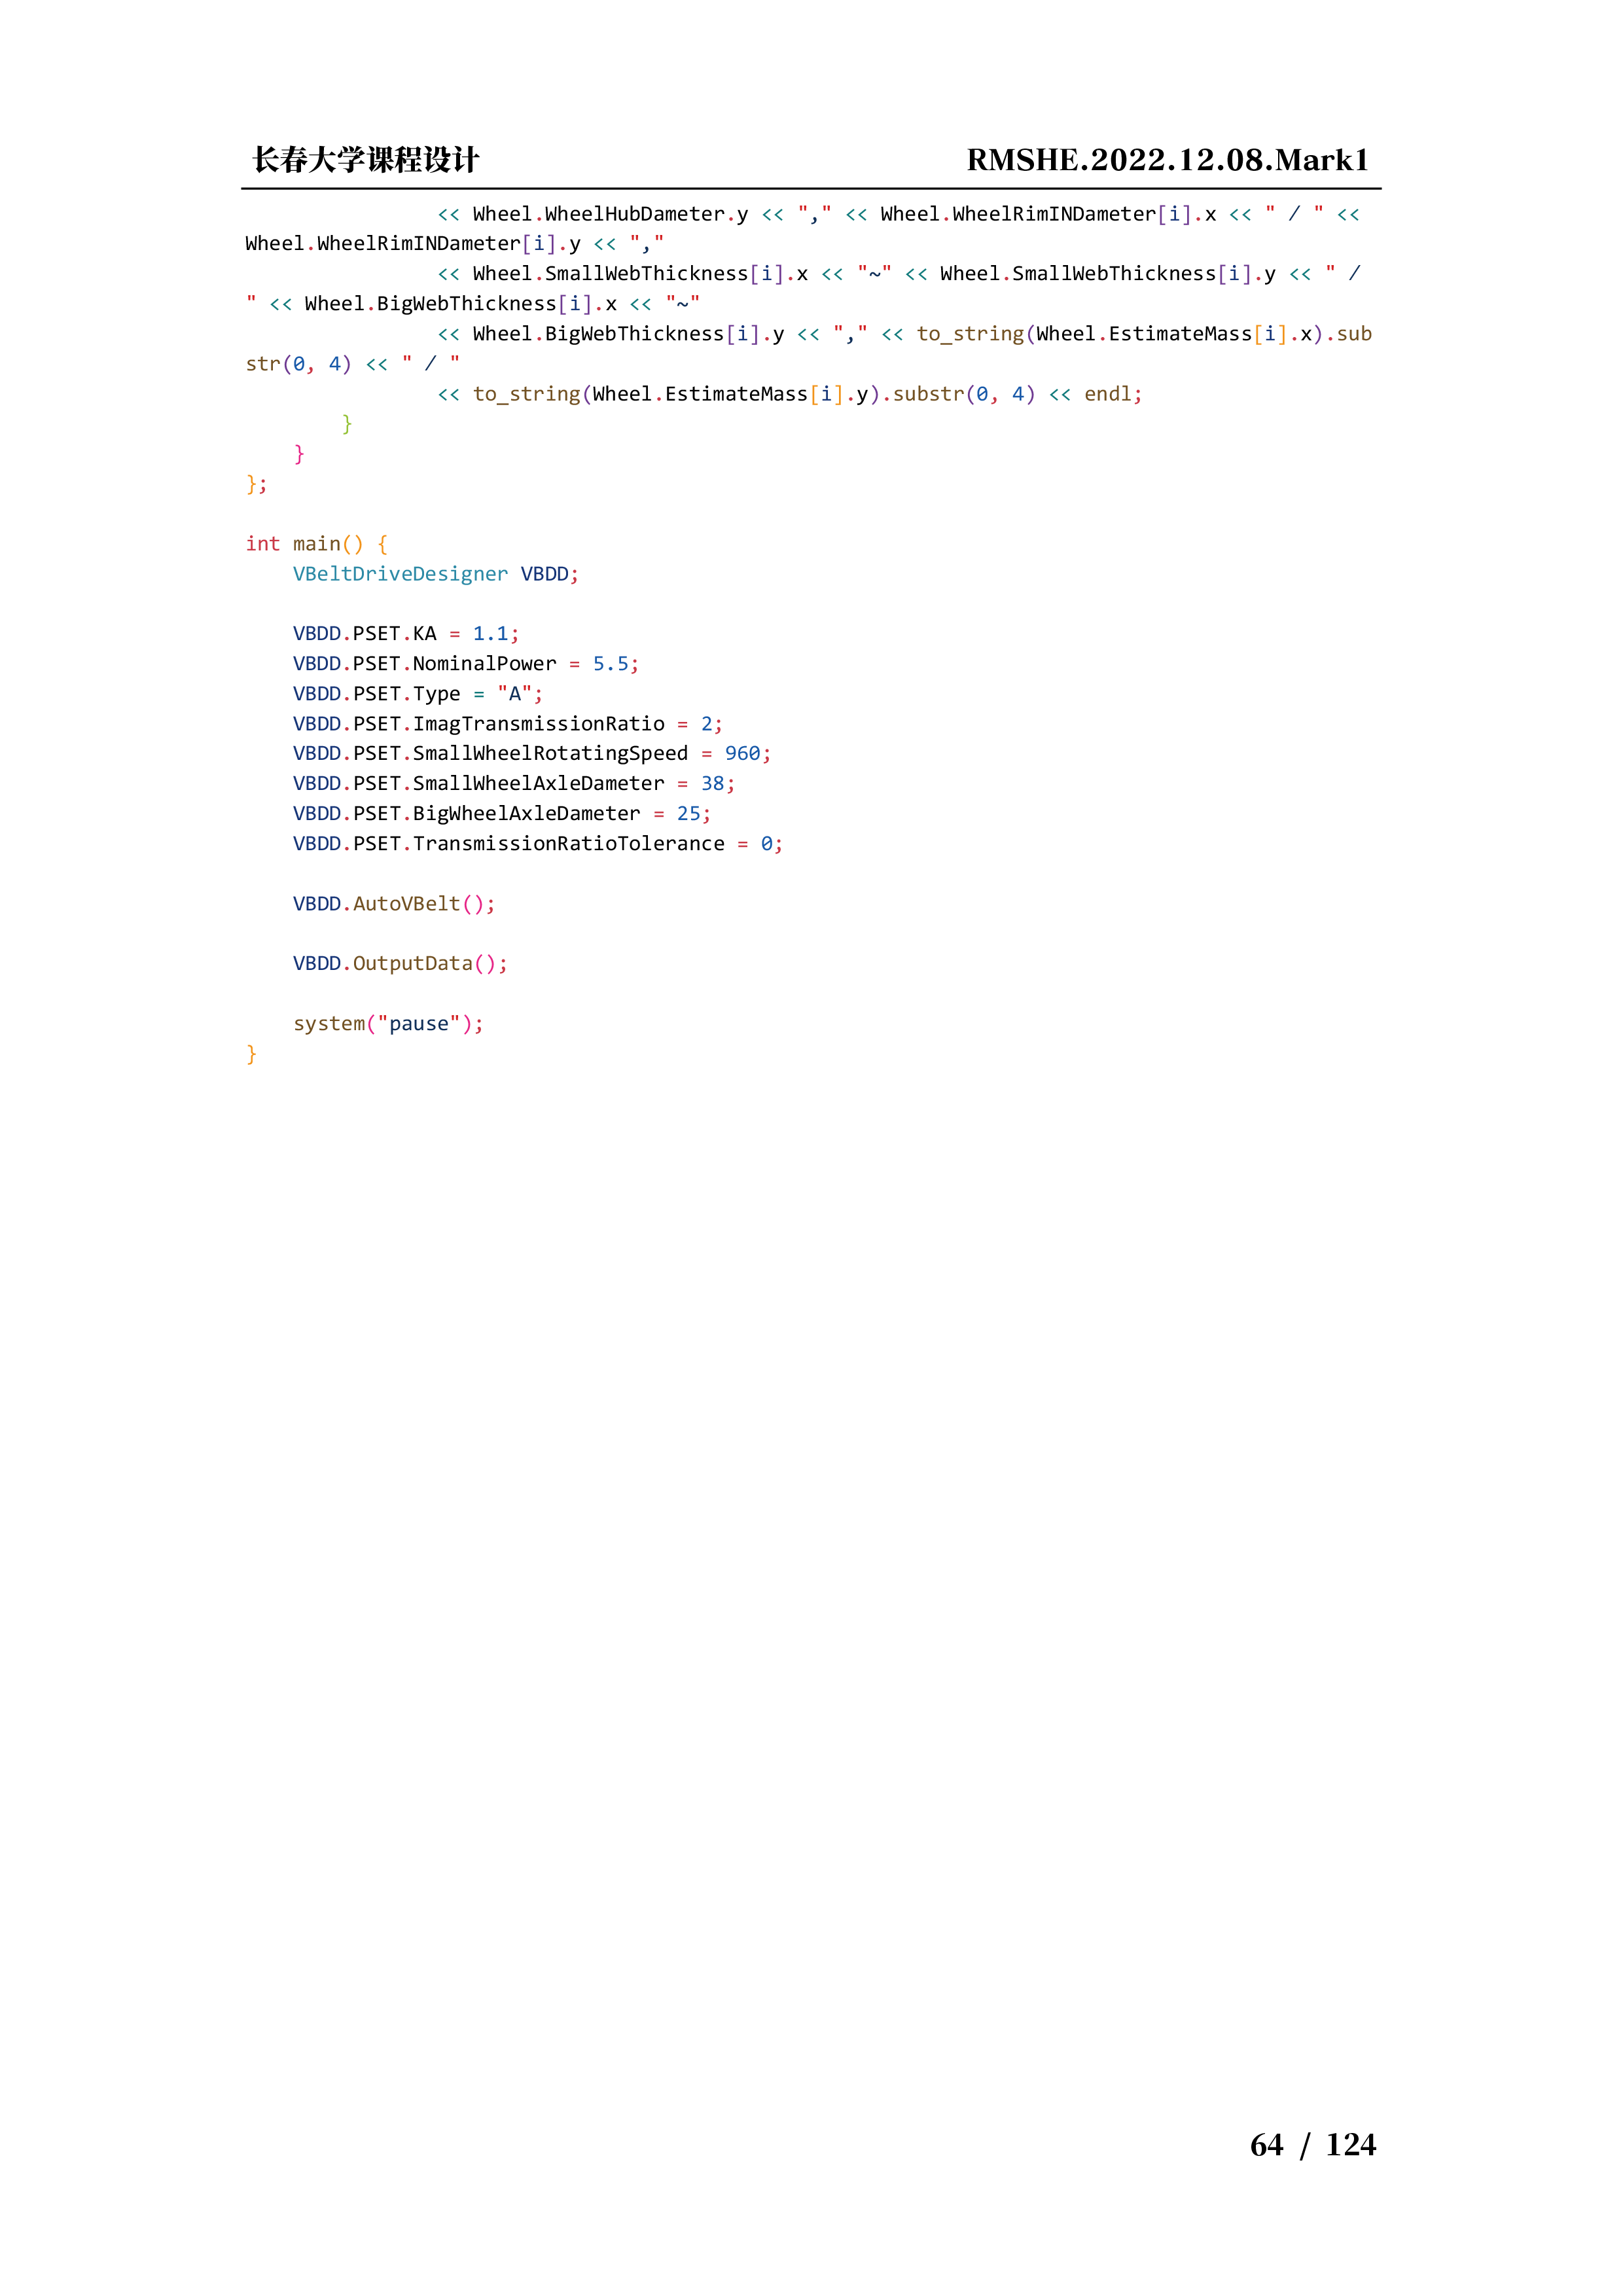 长春大学课程设计 RMSHE.2022.12.08.Mark1
                << Wheel.WheelHubDameter.y << "," << Wheel.WheelRimINDameter[i].x << " / " <<
Wheel.WheelRimINDameter[i].y << ","
                << Wheel.SmallWebThickness[i].x << "~" << Wheel.SmallWebThickness[i].y << " /
" << Wheel.BigWebThickness[i].x << "~"
                << Wheel.BigWebThickness[i].y << "," << to_string(Wheel.EstimateMass[i].x).sub
str(0, 4) << " / "
                << to_string(Wheel.EstimateMass[i].y).substr(0, 4) << endl;
        }
    }
};
int main() {
    VBeltDriveDesigner VBDD;
    VBDD.PSET.KA = 1.1;
    VBDD.PSET.NominalPower = 5.5;
    VBDD.PSET.Type = "A";
    VBDD.PSET.ImagTransmissionRatio = 2;
    VBDD.PSET.SmallWheelRotatingSpeed = 960;
    VBDD.PSET.SmallWheelAxleDameter = 38;
    VBDD.PSET.BigWheelAxleDameter = 25;
    VBDD.PSET.TransmissionRatioTolerance = 0;
    VBDD.AutoVBelt();
    VBDD.OutputData();
    system("pause");
}
64 / 124